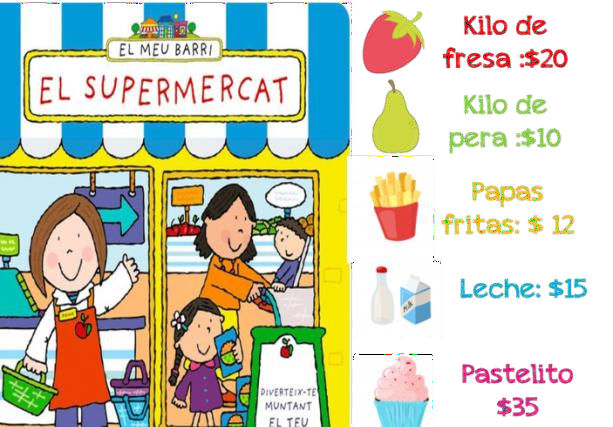 EL MEU BARRI
EL SUPERMERCAT
DIVERTEIX-TE
MUNTANT
EL TEU
Kilo de
fresa :$20
Kilo de
pera :$10
Papas
fritas: $ 12
Leche: $15
Pastelito
$35